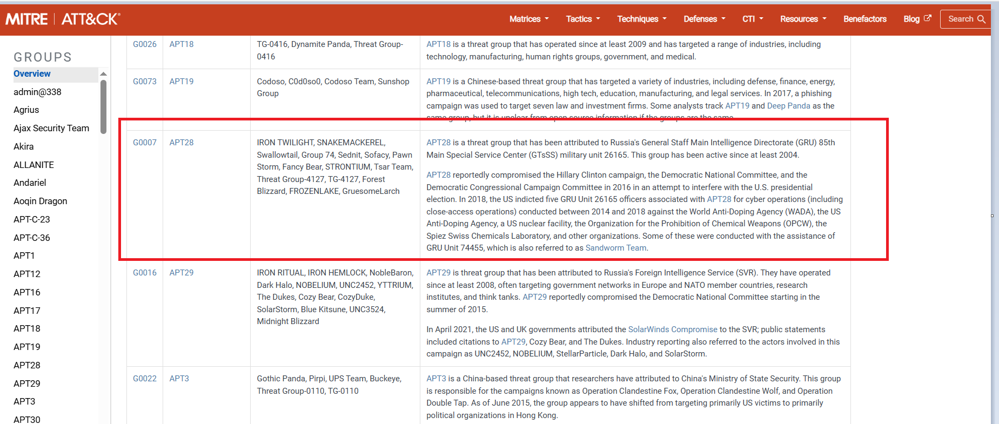 MITRE | ATT&CK®
Matrices
Tactics
Techniques
Defenses
CTI
Resources
Benefactors
Blog
Search
GROUPS
Overview
admin@338
Agrius
Ajax Security Team
Akira
ALLANITE
Andariel
Aoqin Dragon
APT-C-23
APT-C-36
APT1
APT12
APT16
APT17
APT18
APT19
APT28
APT29
APT3
APT30
G0026
APT18
TG-0416, Dynamite Panda, Threat Group-
0416
APT18 is a threat group that has operated since at least 2009 and has targeted a range of industries, including
technology, manufacturing, human rights groups, government, and medical.
G0073
APT19
Codoso, C0d0so0, Codoso Team, Sunshop
Group
APT19 is a Chinese-based threat group that has targeted a variety of industries, including defense, finance, energy,
pharmaceutical, telecommunications, high tech, education, manufacturing, and legal services. In 2017, a phishing
campaign was used to target seven law and investment firms. Some analysts track APT19 and Deep Panda as the
same group, but it is unclear from open source information if the groups are the same.
G0007
APT28
IRON TWILIGHT, SNAKEMACKEREL,
Swallowtail, Group 74, Sednit, Sofacy, Pawn
Storm, Fancy Bear, STRONTIUM, Tsar Team,
Threat Group-4127, TG-4127, Forest
Blizzard, FROZENLAKE, GruesomeLarch
APT28 is a threat group that has been attributed to Russia's General Staff Main Intelligence Directorate (GRU) 85th
Main Special Service Center (GTsSS) military unit 26165. This group has been active since at least 2004.
APT28 reportedly compromised the Hillary Clinton campaign, the Democratic National Committee, and the
Democratic Congressional Campaign Committee in 2016 in an attempt to interfere with the U.S. presidential
election. In 2018, the US indicted five GRU Unit 26165 officers associated with APT28 for cyber operations (including
close-access operations) conducted between 2014 and 2018 against the World Anti-Doping Agency (WADA), the US
Anti-Doping Agency, a US nuclear facility, the Organization for the Prohibition of Chemical Weapons (OPCW), the
Spiez Swiss Chemicals Laboratory, and other organizations. Some of these were conducted with the assistance of
GRU Unit 74455, which is also referred to as Sandworm Team.
G0016
APT29
IRON RITUAL, IRON HEMLOCK, NobleBaron,
Dark Halo, NOBELIUM, UNC2452, YTTRIUM,
The Dukes, Cozy Bear, CozyDuke,
SolarStorm, Blue Kitsune, UNC3524,
Midnight Blizzard
APT29 is threat group that has been attributed to Russia's Foreign Intelligence Service (SVR). They have operated
since at least 2008, often targeting government networks in Europe and NATO member countries, research
institutes, and think tanks. APT29 reportedly compromised the Democratic National Committee starting in the
summer of 2015.
In April 2021, the US and UK governments attributed the SolarWinds Compromise to the SVR; public statements
included citations to APT29, Cozy Bear, and The Dukes. Industry reporting also referred to the actors involved in this
campaign as UNC2452, NOBELIUM, StellarParticle, Dark Halo, and SolarStorm.
G0022
APT3
Gothic Panda, Pirpi, UPS Team, Buckeye,
Threat Group-0110, TG-0110
APT3 is a China-based threat group that researchers have attributed to China's Ministry of State Security. This group
is responsible for the campaigns known as Operation Clandestine Fox, Operation Clandestine Wolf, and Operation
Double Tap. As of June 2015, the group appears to have shifted from targeting primarily US victims to primarily
political organizations in Hong Kong.